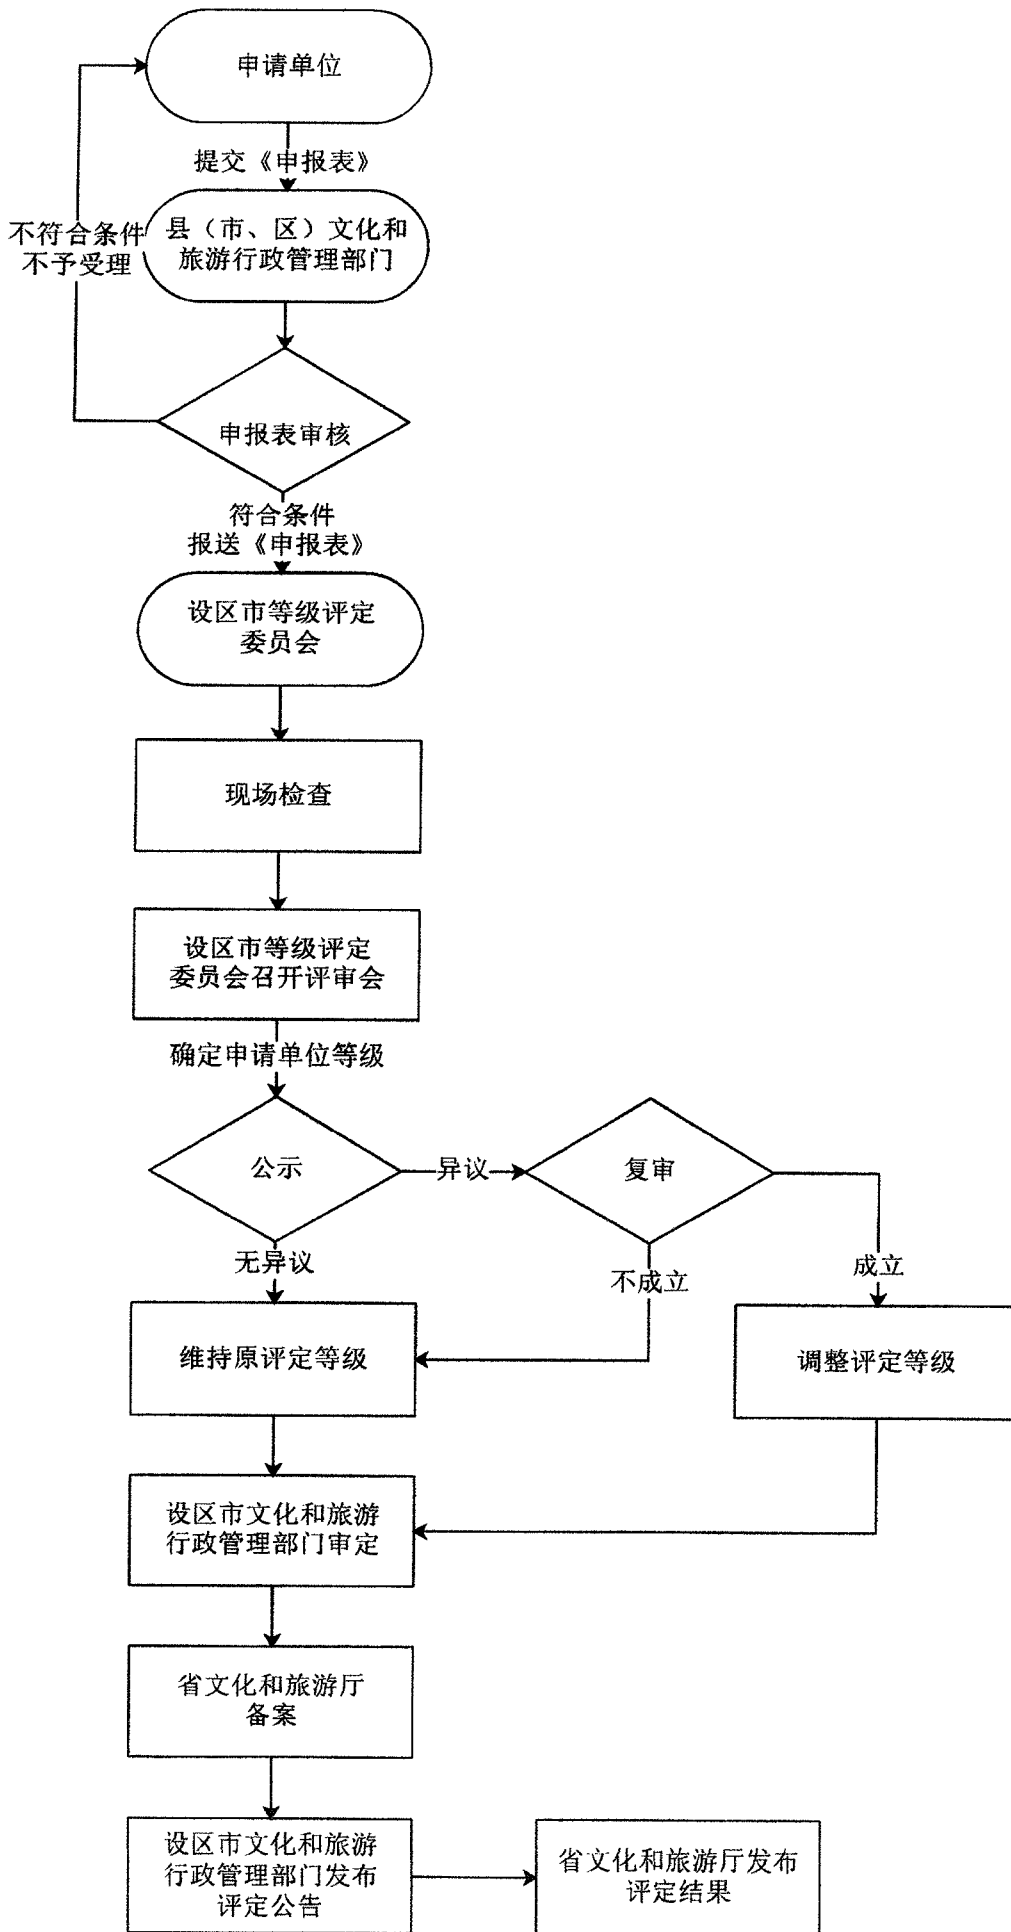 申请单位
提交《申报表》
不符合条件
不予受理
县（市、区）文化和
旅游行政管理部门
申报表审核
符合条件
报送《申报表》
设区市等级评定
委员会
现场检查
设区市等级评定
委员会召开评审会
确定申请单位等级
公示
异议
复审
无异议
不成立
成立
维持原评定等级
调整评定等级
设区市文化和旅游
行政管理部门审定
省文化和旅游厅
备案
设区市文化和旅游
行政管理部门发布
评定公告
省文化和旅游厅发布
评定结果